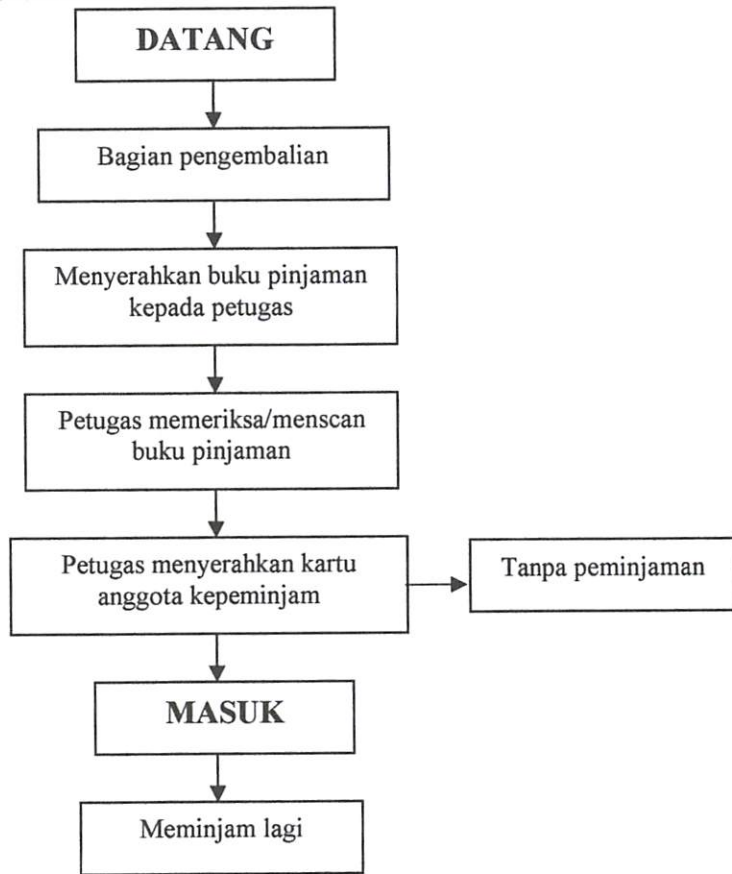 DATANG
Bagian pengembalian
Menyerahkan buku pinjaman
kepada petugas
Petugas memeriksa/menscan
buku pinjaman
Petugas menyerahkan kartu
anggota kepeminjam
Tanpa peminjaman
MASUK
Meminjam lagi